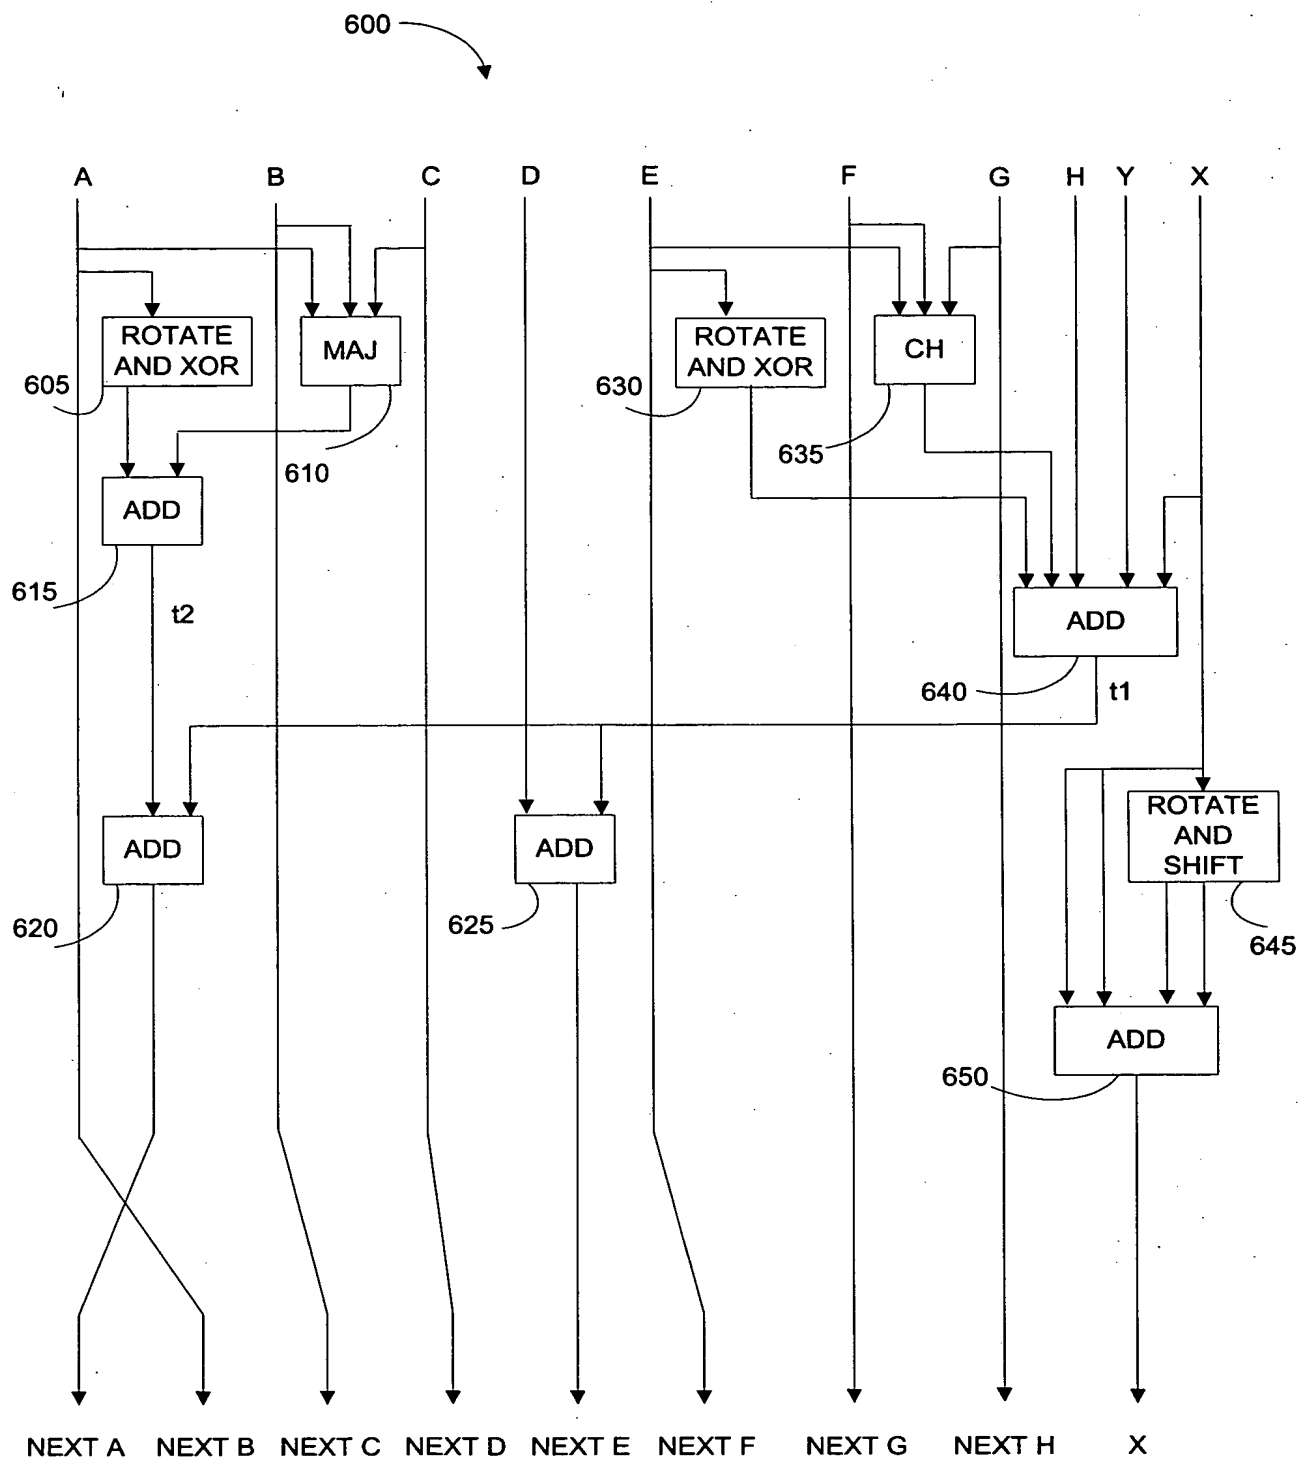 600
A B C D E F G H Y X
ROTATE
AND XOR
MAJ
ROTATE
AND XOR
CH
605
610
630
635
ADD
615
t2
ADD
640
t1
ADD
620
ADD
625
ROTATE
AND
SHIFT
645
ADD
650
NEXT A NEXT B NEXT C NEXT D NEXT E NEXT F NEXT G NEXT H X